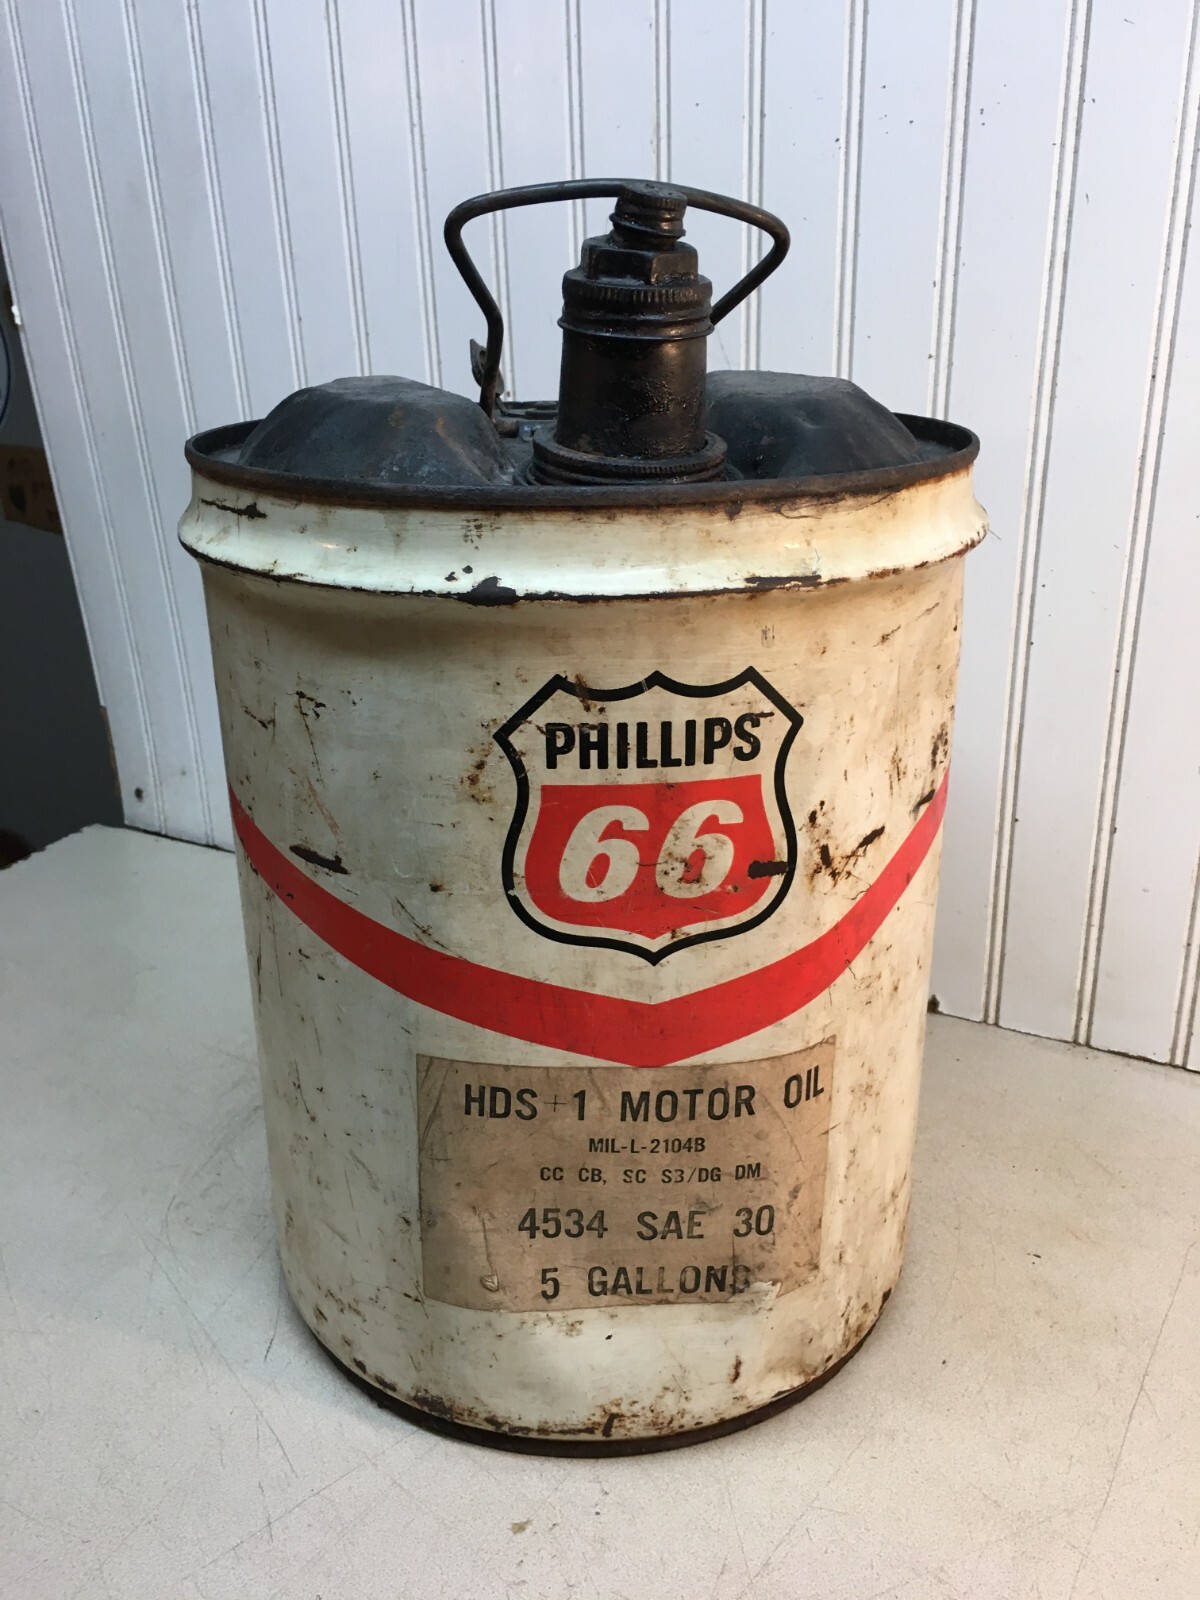 PHILLIPS
66
HDS+1 MOTOR OIL
MIL-L-2104B
CC CB, SC S3/DG DM
4534 SAE 30
5 GALLONS